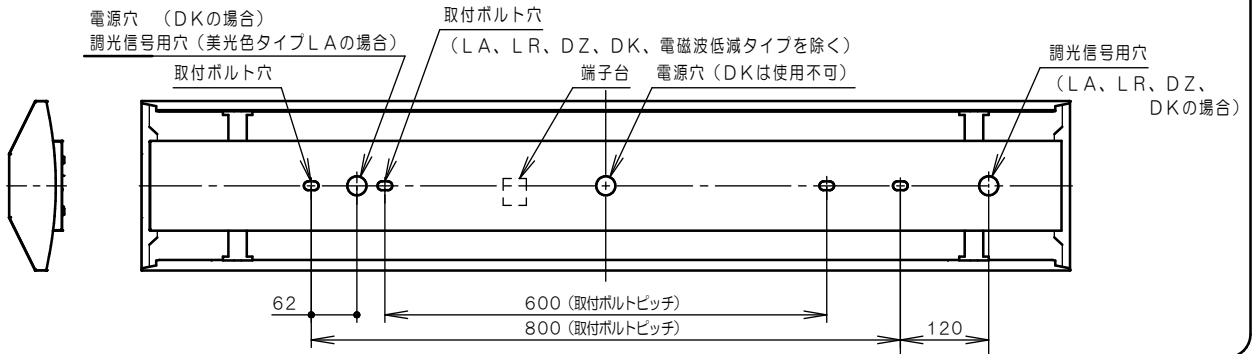 電源穴　（ＤＫの場合）
調光信号用穴（美光色タイプＬＡの場合）
取付ボルト穴
取付ボルト穴
（ＬＡ、ＬＲ、ＤＺ、ＤＫ、電磁波低減タイプを除く）
端子台
電源穴（ＤＫは使用不可）
調光信号用穴
（ＬＡ、ＬＲ、ＤＺ、
ＤＫの場合）
62
600（取付ボルトピッチ）
800（取付ボルトピッチ）
120